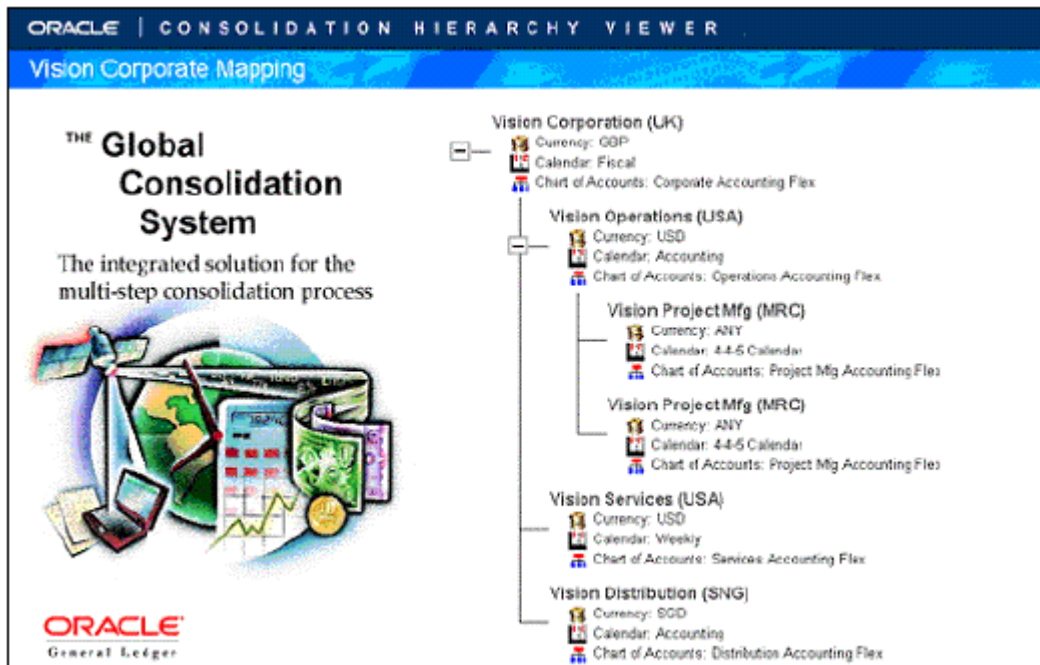 ORACLE | CONSOLIDATION HIERARCHY VIEWER
Vision Corporate Mapping
THE Global
Consolidation
System
The integrated solution for the
multi-step consolidation process
ORACLE
General Ledger
Vision Corporation (UK)
Currency: GBP
Calendar: Fiscal
Chart of Accounts: Corporate Accounting Flex
Vision Operations (USA)
Currency: USD
Calendar: Accounting
Chart of Accounts: Operations Accounting Flex
Vision Project Mfg (MRC)
Currency: ANY
Calendar: 4-4-5 Calendar
Chart of Accounts: Project Mfg Accounting Flex
Vision Project Mfg (MRC)
Currency: ANY
Calendar: 4-4-5 Calendar
Chart of Accounts: Project Mfg Accounting Flex
Vision Services (USA)
Currency: USD
Calendar: Weekly
Chart of Accounts: Services Accounting Flex
Vision Distribution (SNG)
Currency: SGD
Calendar: Accounting
Chart of Accounts: Distribution Accounting Flex